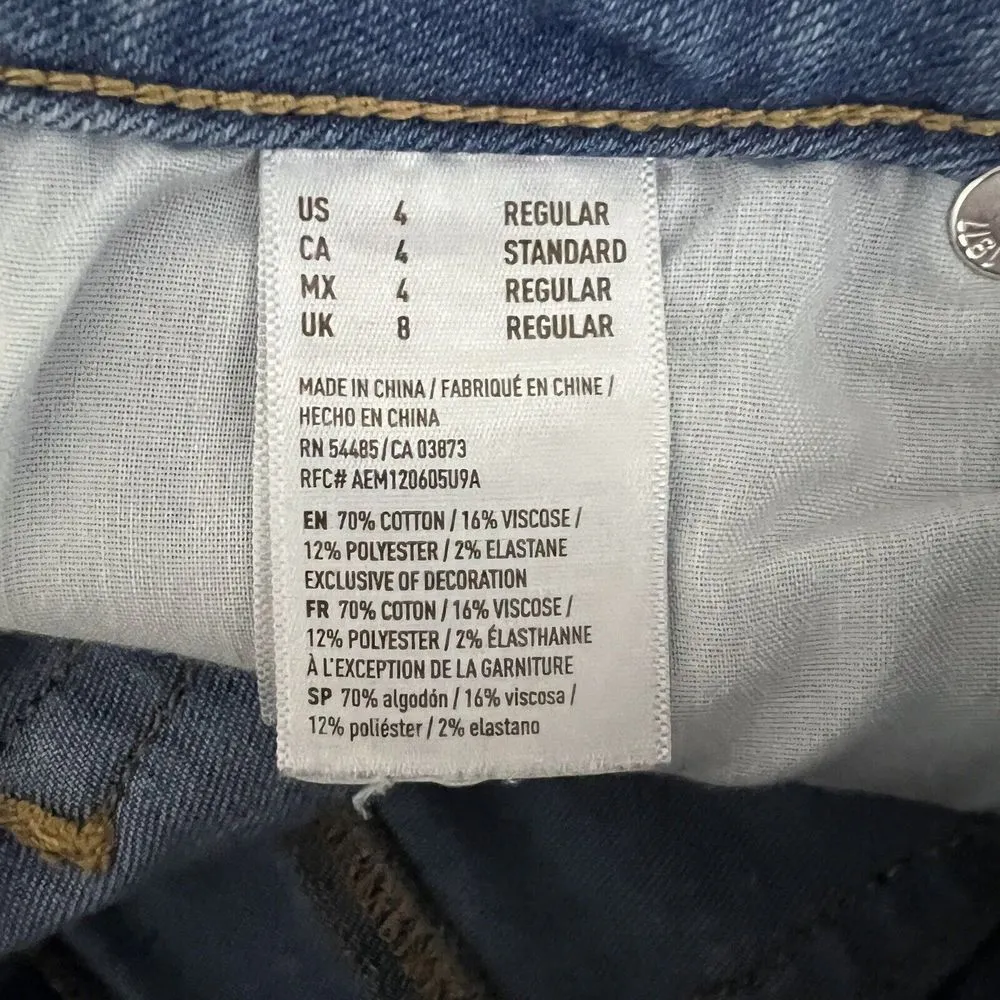 US 4 REGULAR
CA 4 STANDARD
MX 4 REGULAR
UK 8 REGULAR
MADE IN CHINA / FABRIQUÉ EN CHINE /
HECHO EN CHINA
RN 54485/CA 03873
RFC# AEM120605U9A
EN 70% COTTON / 16% VISCOSE /
12% POLYESTER / 2% ELASTANE
EXCLUSIVE OF DECORATION
FR 70% COTON / 16% VISCOSE /
12% POLYESTER / 2% ÉLASTHANNE
À L'EXCEPTION DE LA GARNITURE
SP 70% algodón / 16% viscosa /
12% poliéster / 2% elastano